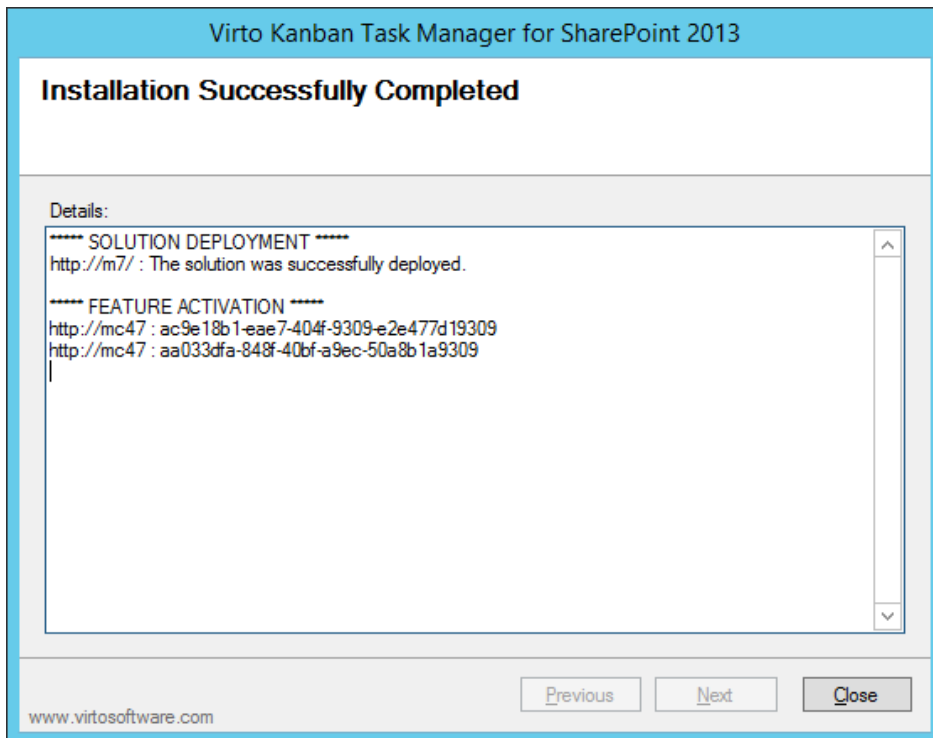 Virto Kanban Task Manager for SharePoint 2013
Installation Successfully Completed
Details:
***** SOLUTION DEPLOYMENT *****
http://m7/ : The solution was successfully deployed.
***** FEATURE ACTIVATION *****
http://mc47 : ac9e18b1-eae7-404f-9309-e2e477d19309
http://mc47 : aa033dfa-848f-40bf-a9ec-50a8b1a9309
Previous
Next
Close
www.virtosoftware.com